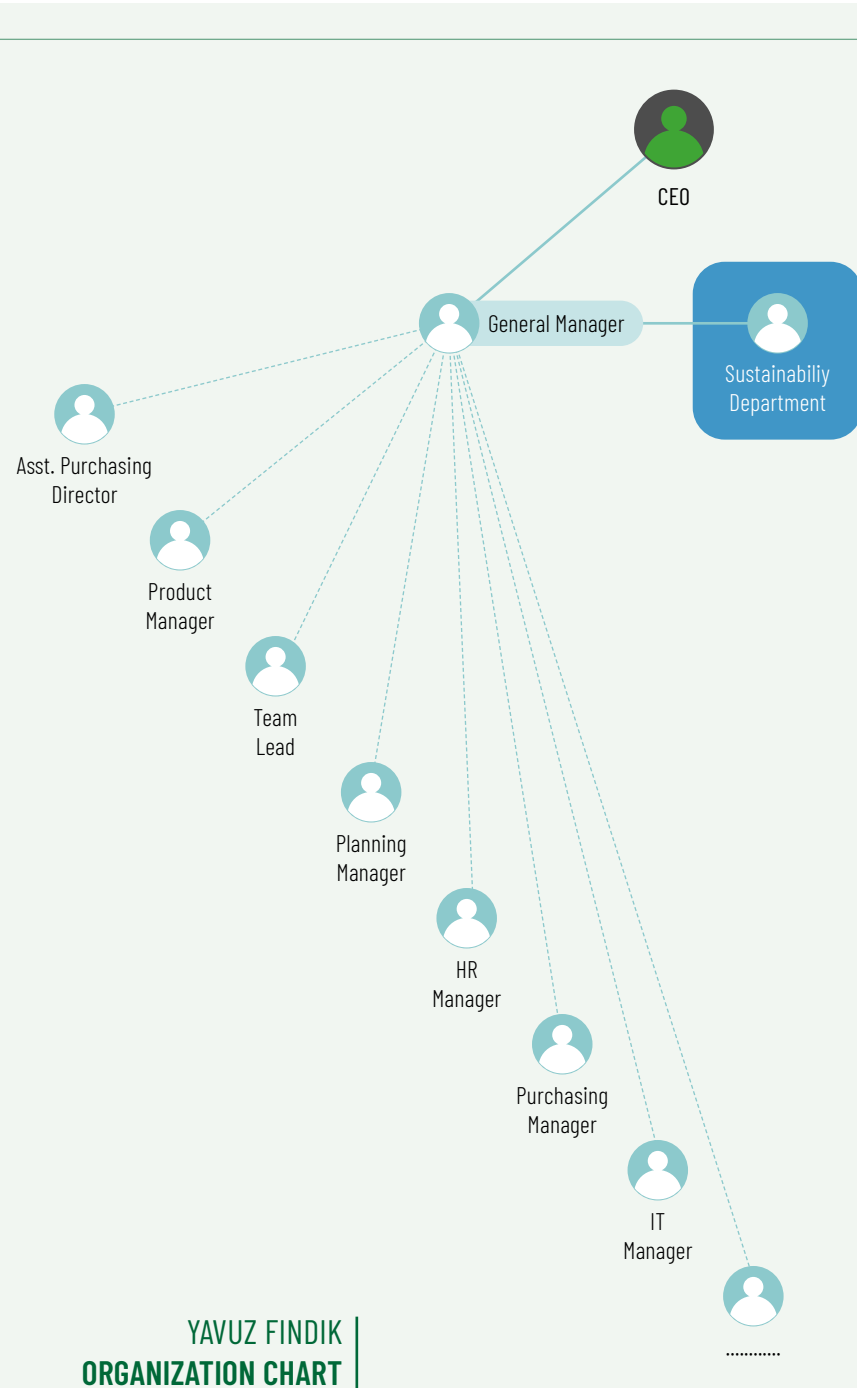 CEO
General Manager
Sustainabiliy
Department
Asst. Purchasing
Director
Product
Manager
Team
Lead
Planning
Manager
HR
Manager
Purchasing
Manager
IT
Manager
............
YAVUZ FINDIK
ORGANIZATION CHART